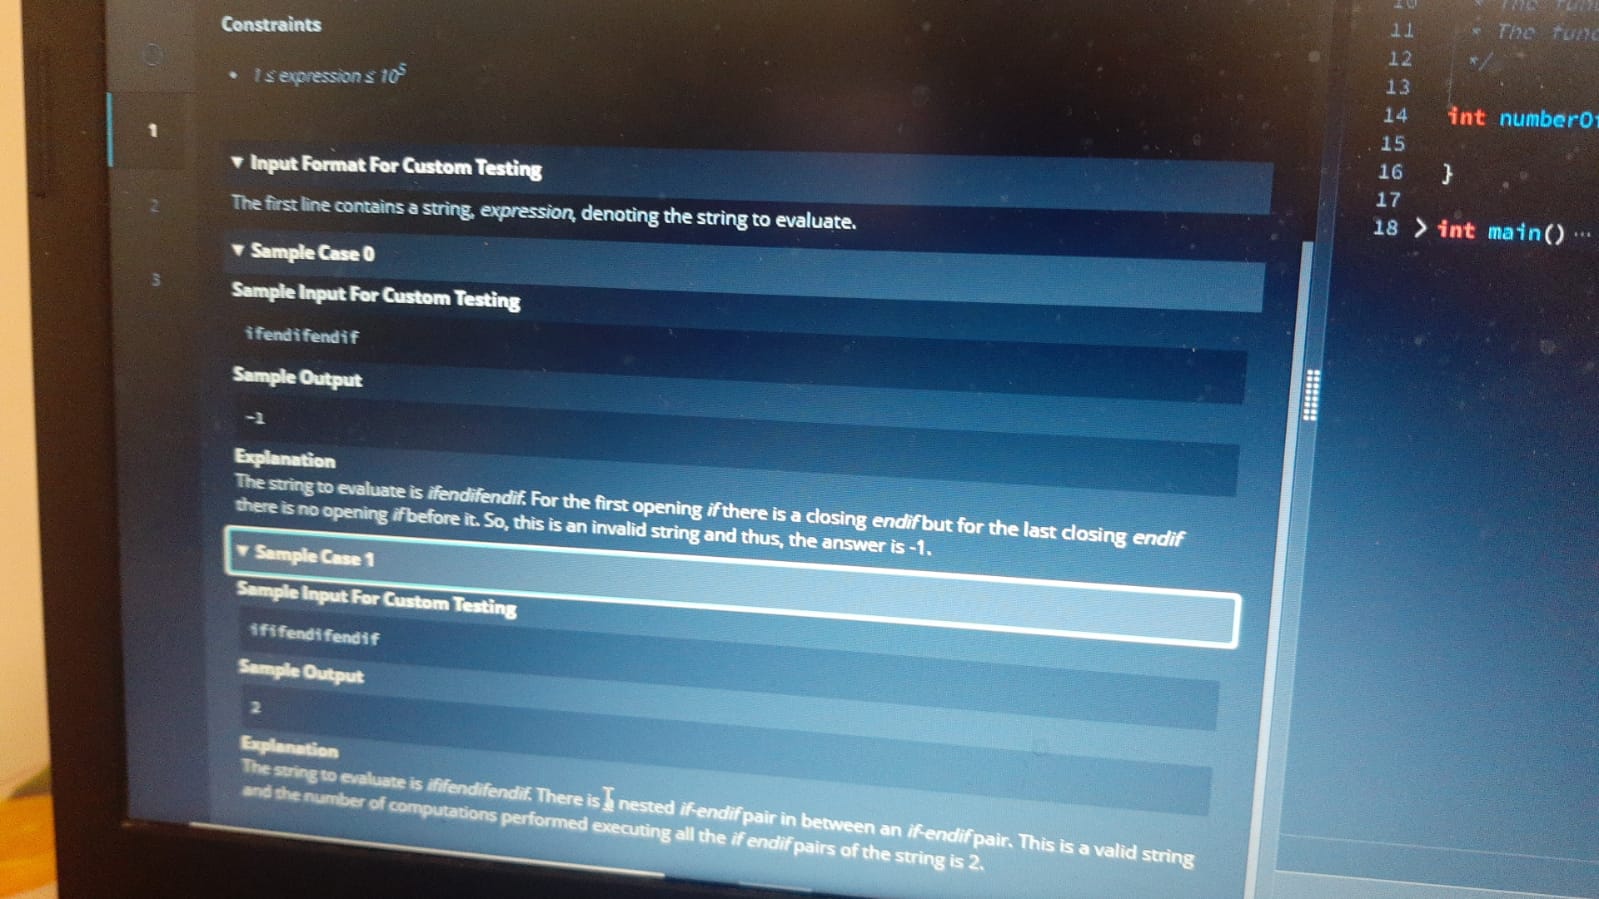 Constraints
• 1 ≤ expression ≤ 10⁵
1
▼ Input Format For Custom Testing
2
The first line contains a string, expression, denoting the string to evaluate.
▼ Sample Case 0
3
Sample Input For Custom Testing
ifendifendif
Sample Output
-1
Explanation
The string to evaluate is ifendifendif. For the first opening if there is a closing endif but for the last closing endif
there is no opening if before it. So, this is an invalid string and thus, the answer is -1.
▼ Sample Case 1
Sample Input For Custom Testing
ififendifendif
Sample Output
2
Explanation
The string to evaluate is ififendifendif. There is a nested if-endif pair in between an if-endif pair. This is a valid string
and the number of computations performed executing all the if endif pairs of the string is 2.
10 *
11 * The func
12 */
13
14 int numberOf
15
16 }
17
18 > int main() ...